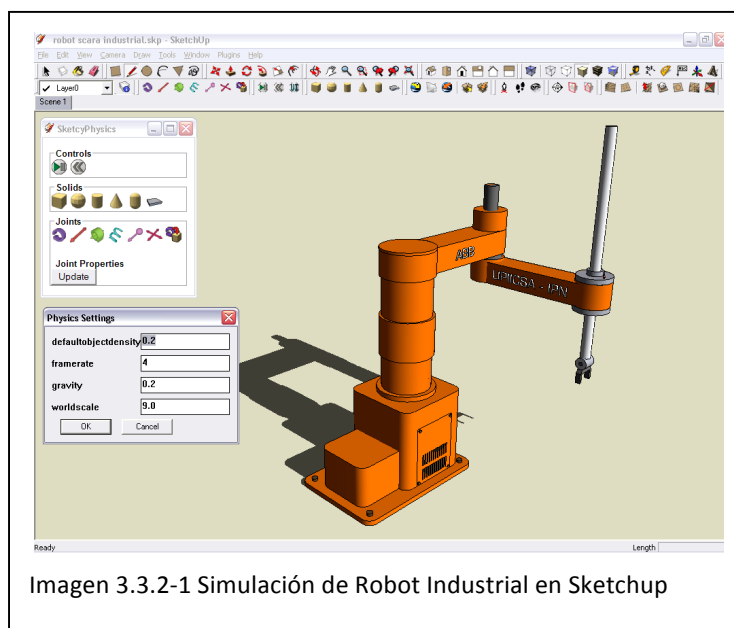 robot scara industrial.skp - SketchUp
File Edit View Camera Draw Tools Window Plugins Help
Layer0
Scene 1
SketcyPhysics
Controls
Solids
Joints
Joint Properties
Update
Physics Settings
defaultobjectdensity 0.2
framerate 4
gravity 0.2
worldscale 9.0
OK Cancel
ABB
UPIICSA - IPN
Ready Length
Imagen 3.3.2-1 Simulación de Robot Industrial en Sketchup